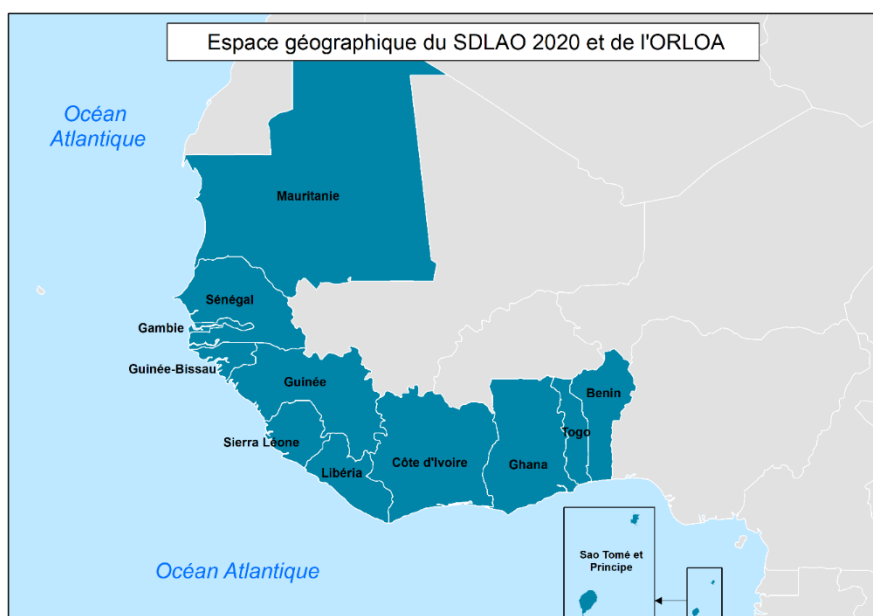 Espace géographique du SDLAO 2020 et de l'ORLOA
Océan
Atlantique
Mauritanie
Sénégal
Gambie
Guinée-Bissau
Guinée
Benin
Togo
Sierra Léone
Libéria
Côte d'Ivoire
Ghana
Sao Tomé et
Principe
Océan Atlantique